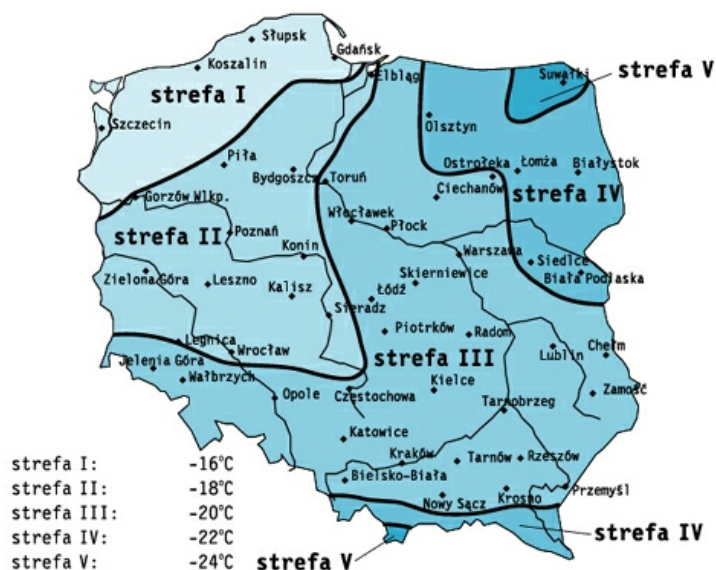 Słupsk
Gdańsk
Koszalin
Elbląg
Suwałki
strefa V
strefa I
Szczecin
Olsztyn
Piła
Ostrołęka
Łomża
Białystok
Bydgoszcz
Toruń
Ciechanów
strefa IV
Gorzów Wlkp.
Włocławek
Płock
strefa II
Poznań
Konin
Warszawa
Siedlce
Skierniewice
Biała Podlaska
Zielona Góra
Leszno
Kalisz
Łódź
Sieradz
Piotrków
Radom
Legnica
Wrocław
strefa III
Lublin
Chełm
Jelenia Góra
Wałbrzych
Opole
Częstochowa
Kielce
Zamość
Tarnobrzeg
Katowice
Kraków
Tarnów
Rzeszów
Bielsko-Biała
Nowy Sącz
Krosno
Przemyśl
strefa IV
strefa V
strefa I: -16°C
strefa II: -18°C
strefa III: -20°C
strefa IV: -22°C
strefa V: -24°C